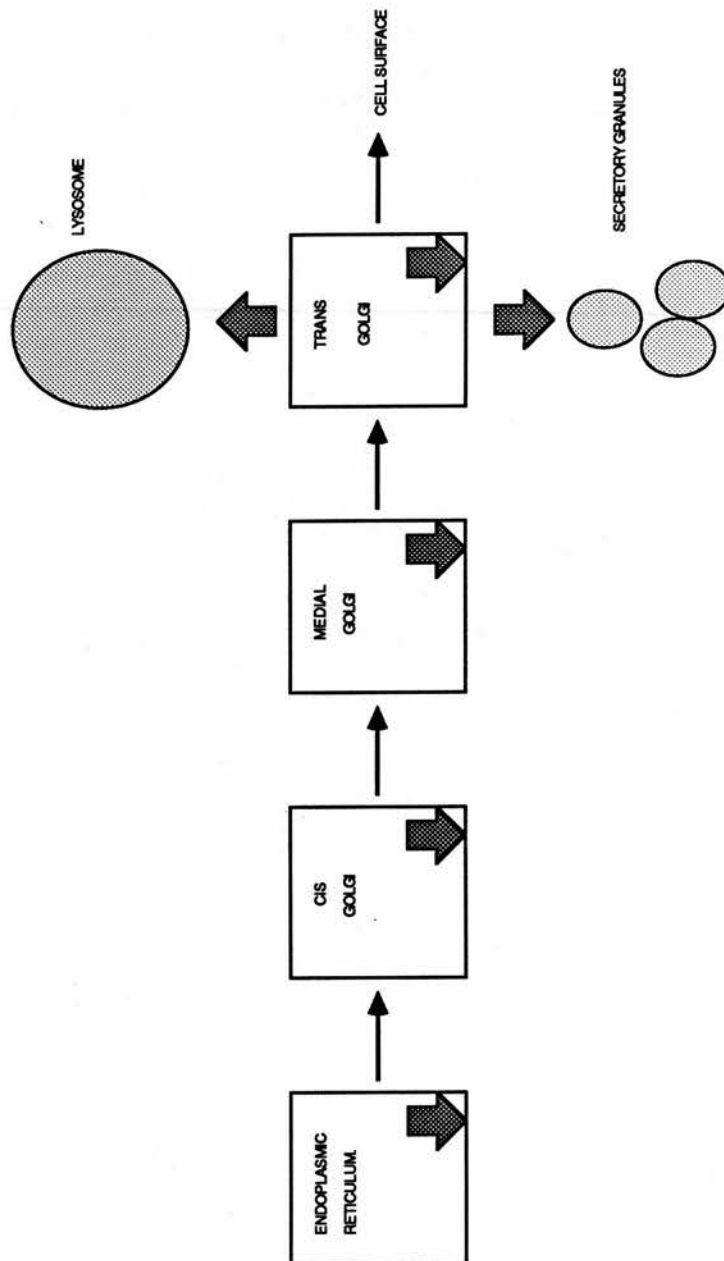 LYSOSOME
ENDOPLASMIC
RETICULUM.
CIS
GOLGI
MEDIAL
GOLGI
TRANS
GOLGI
CELL SURFACE
SECRETORY GRANULES